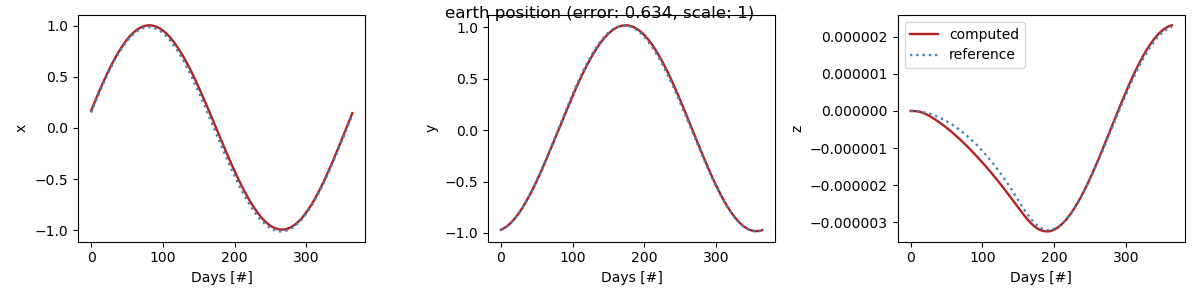 earth position (error: 0.634, scale: 1)
1.0
0.5
0.0
−0.5
−1.0
x
0 100 200 300
Days [#]
1.0
0.5
0.0
−0.5
−1.0
y
0 100 200 300
Days [#]
0.000002
0.000001
0.000000
−0.000001
−0.000002
−0.000003
z
0 100 200 300
Days [#]
computed
reference